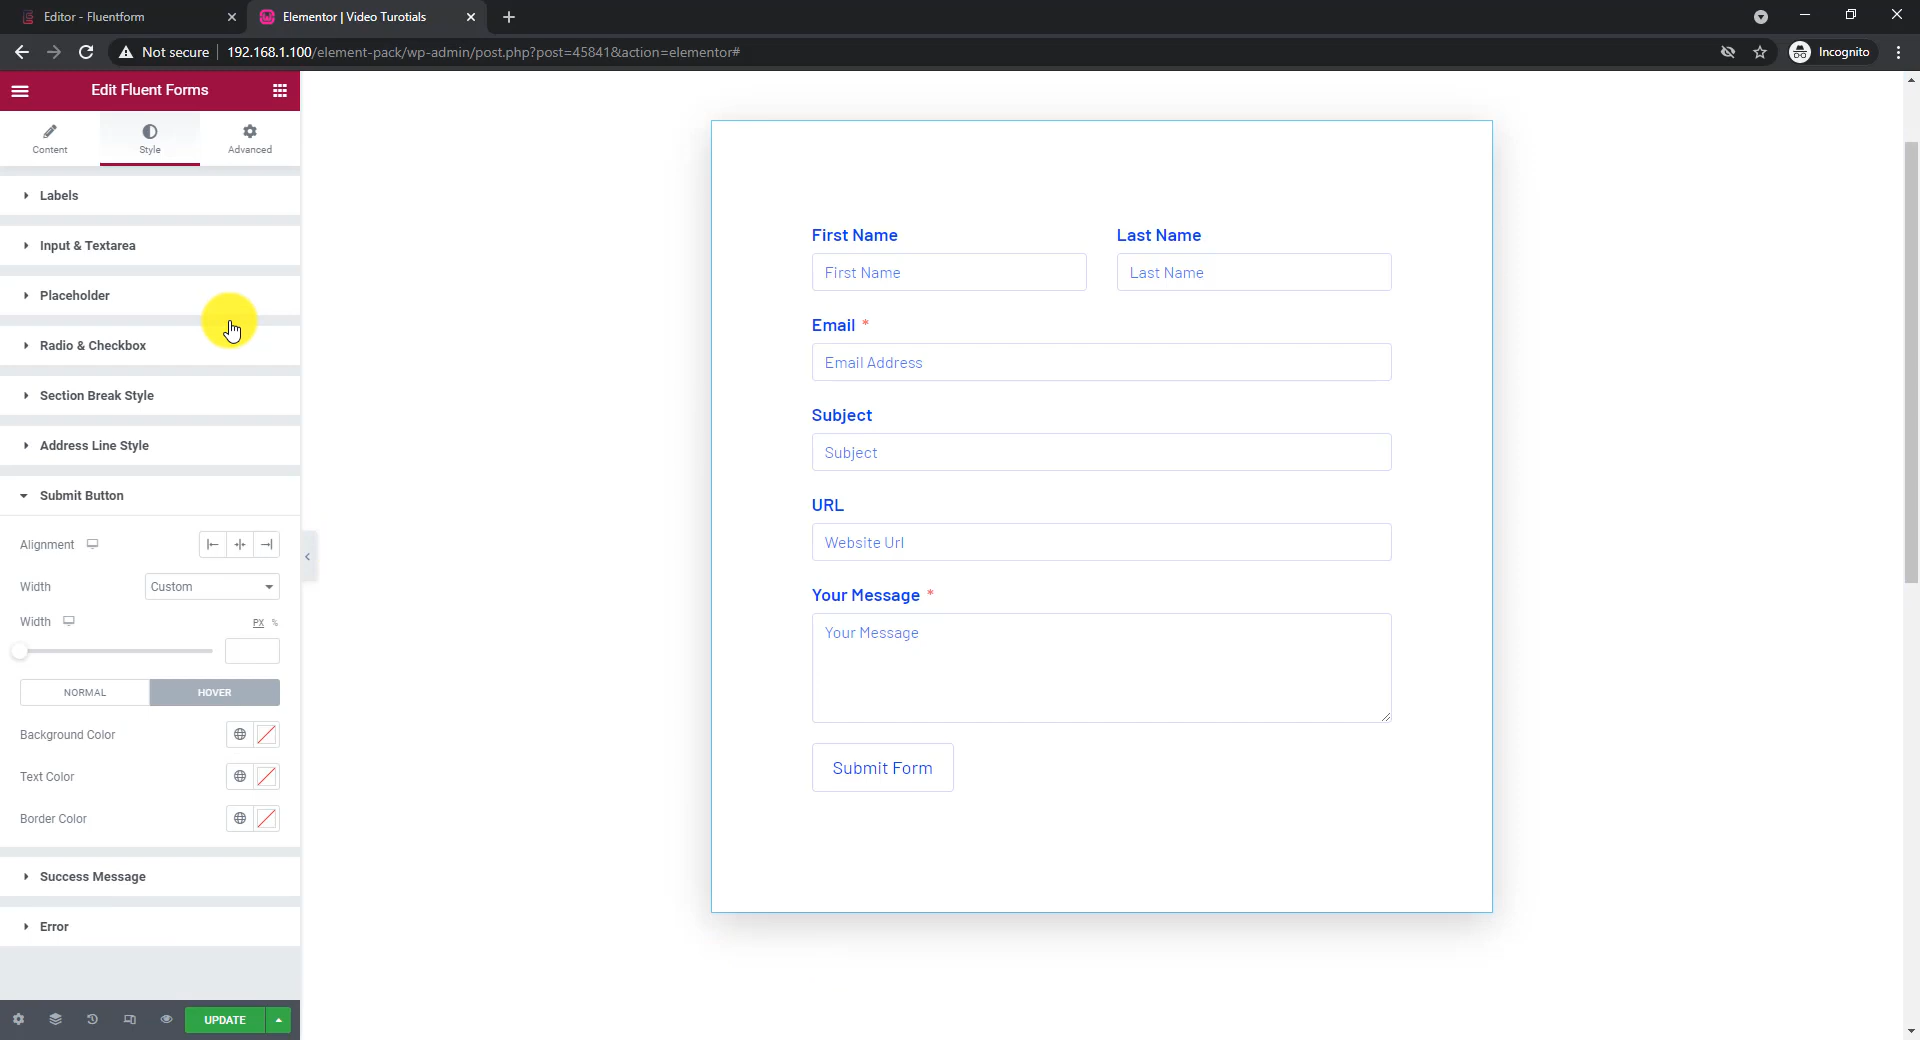 Editor - Fluentform
Elementor | Video Turotials
Not secure
192.168.1.100/element-pack/wp-admin/post.php?post=45841&action=elementor#
Incognito
Edit Fluent Forms
Content
Style
Advanced
Labels
Input & Textarea
Placeholder
Radio & Checkbox
Section Break Style
Address Line Style
Submit Button
Alignment
Width
Custom
Width
PX %
NORMAL
HOVER
Background Color
Text Color
Border Color
Success Message
Error
UPDATE
First Name
Last Name
First Name
Last Name
Email *
Email Address
Subject
Subject
URL
Website Url
Your Message *
Your Message
Submit Form